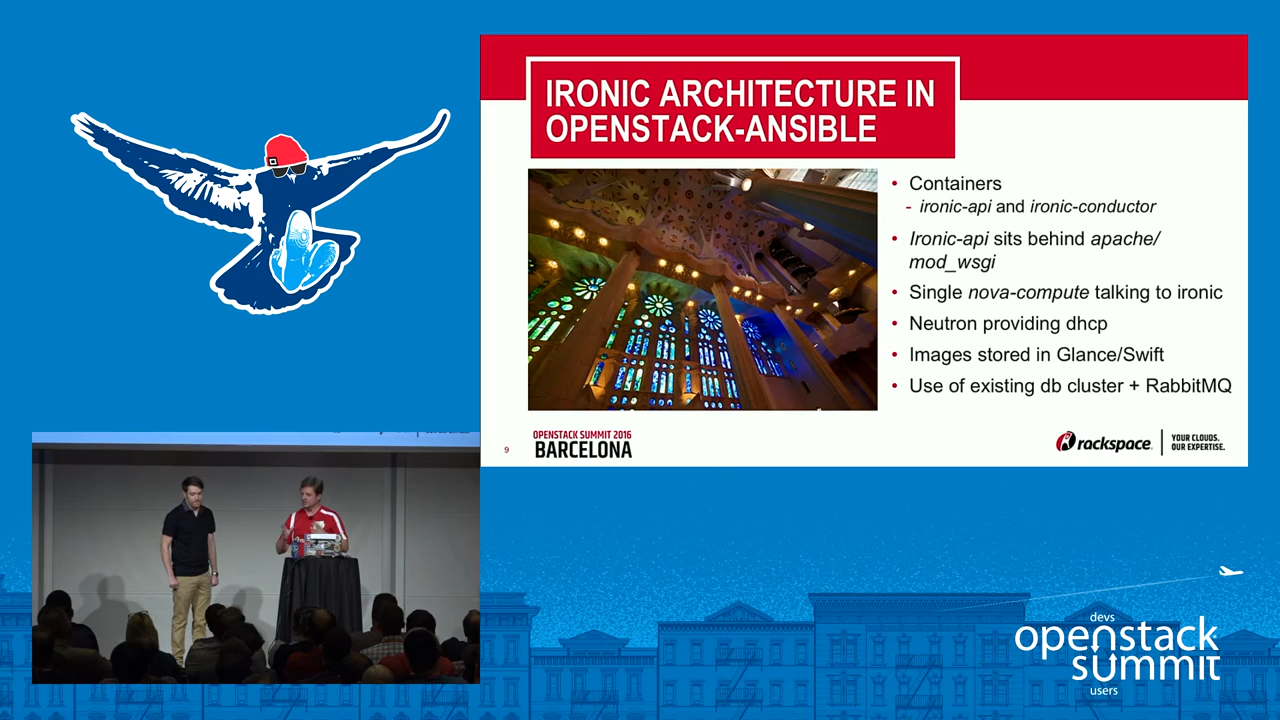 IRONIC ARCHITECTURE IN
OPENSTACK-ANSIBLE
• Containers
- ironic-api and ironic-conductor
• Ironic-api sits behind apache/
mod_wsgi
• Single nova-compute talking to ironic
• Neutron providing dhcp
• Images stored in Glance/Swift
• Use of existing db cluster + RabbitMQ
9
OPENSTACK SUMMIT 2016
BARCELONA
rackspace
YOUR CLOUDS.
OUR EXPERTISE.
devs
openstack
summit
users